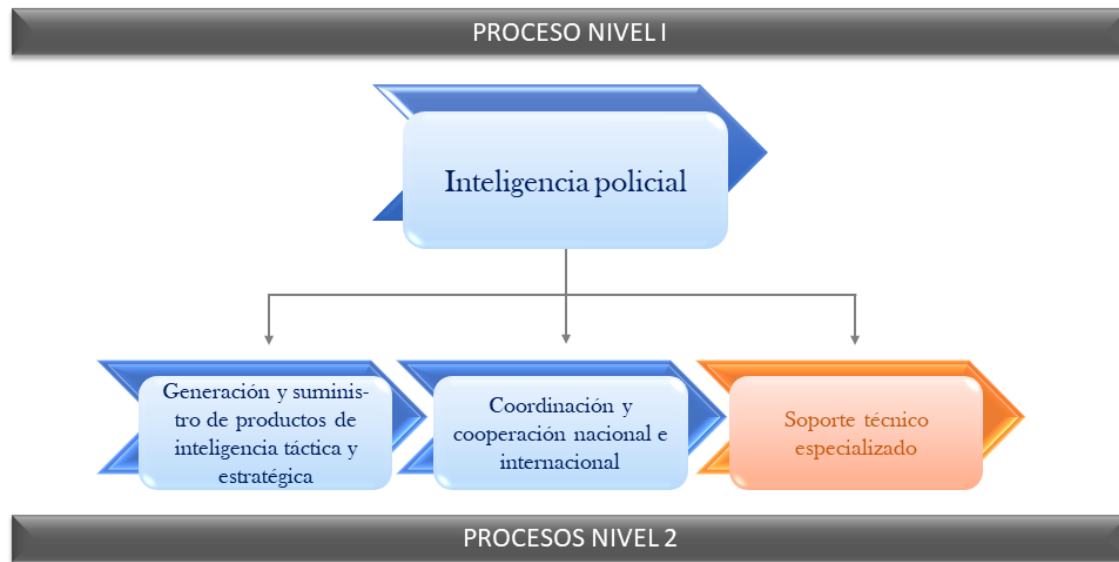 PROCESO NIVEL I
Inteligencia policial
Generación y suminis-
tro de productos de
inteligencia táctica y
estratégica
Coordinación y
cooperación nacional e
internacional
Soporte técnico
especializado
PROCESOS NIVEL 2